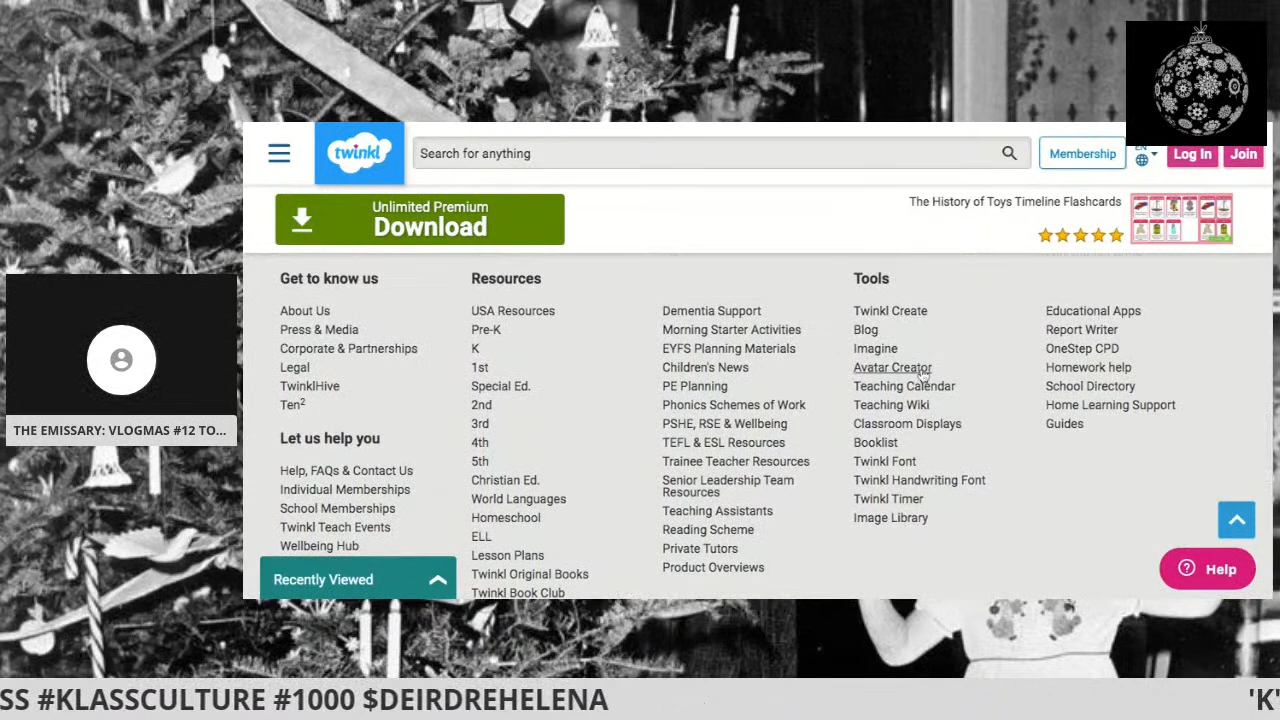 twinkl
Search for anything
Membership
EN
Log In
Join
Unlimited Premium
Download
The History of Toys Timeline Flashcards
Get to know us
About Us
Press & Media
Corporate & Partnerships
Legal
TwinklHive
Ten²
Let us help you
Help, FAQs & Contact Us
Individual Memberships
School Memberships
Twinkl Teach Events
Wellbeing Hub
Recently Viewed
Resources
USA Resources
Pre-K
K
1st
Special Ed.
2nd
3rd
4th
5th
Christian Ed.
World Languages
Homeschool
ELL
Lesson Plans
Twinkl Original Books
Twinkl Book Club
Dementia Support
Morning Starter Activities
EYFS Planning Materials
Children's News
PE Planning
Phonics Schemes of Work
PSHE, RSE & Wellbeing
TEFL & ESL Resources
Trainee Teacher Resources
Senior Leadership Team
Resources
Teaching Assistants
Reading Scheme
Private Tutors
Product Overviews
Tools
Twinkl Create
Blog
Imagine
Avatar Creator
Teaching Calendar
Teaching Wiki
Classroom Displays
Booklist
Twinkl Font
Twinkl Handwriting Font
Twinkl Timer
Image Library
Educational Apps
Report Writer
OneStep CPD
Homework help
School Directory
Home Learning Support
Guides
Help
THE EMISSARY: VLOGMAS #12 TO...
SS #KLASSCULTURE #1000 $DEIRDREHELENA
'K'